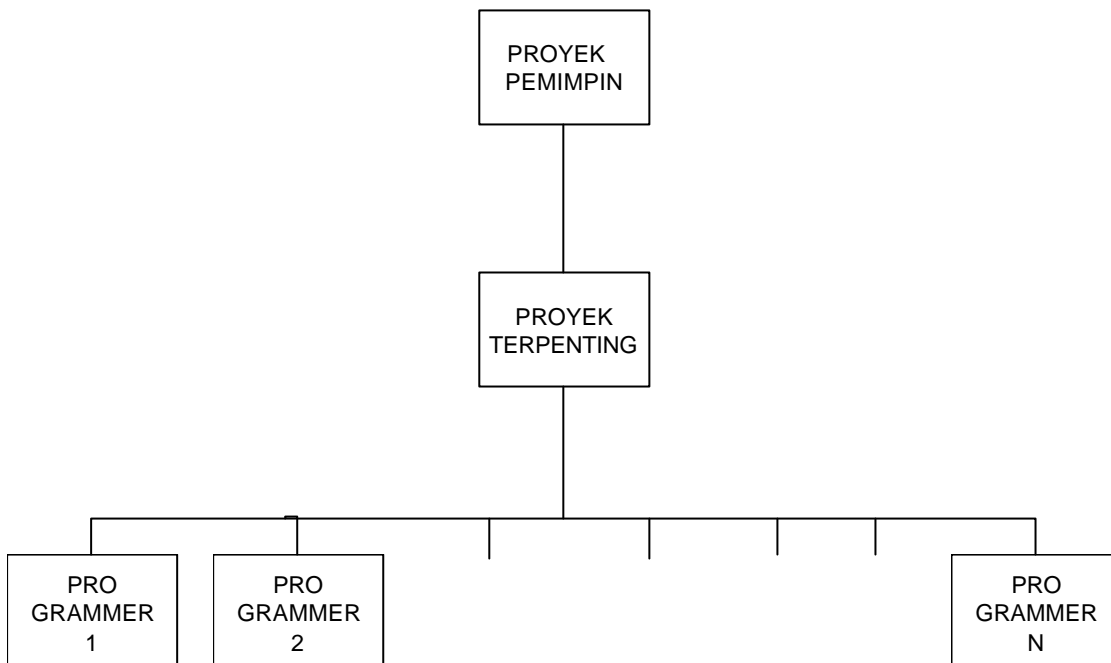 PROYEK
PEMIMPIN
PROYEK
TERPENTING
PRO
GRAMMER
1
PRO
GRAMMER
2
PRO
GRAMMER
N